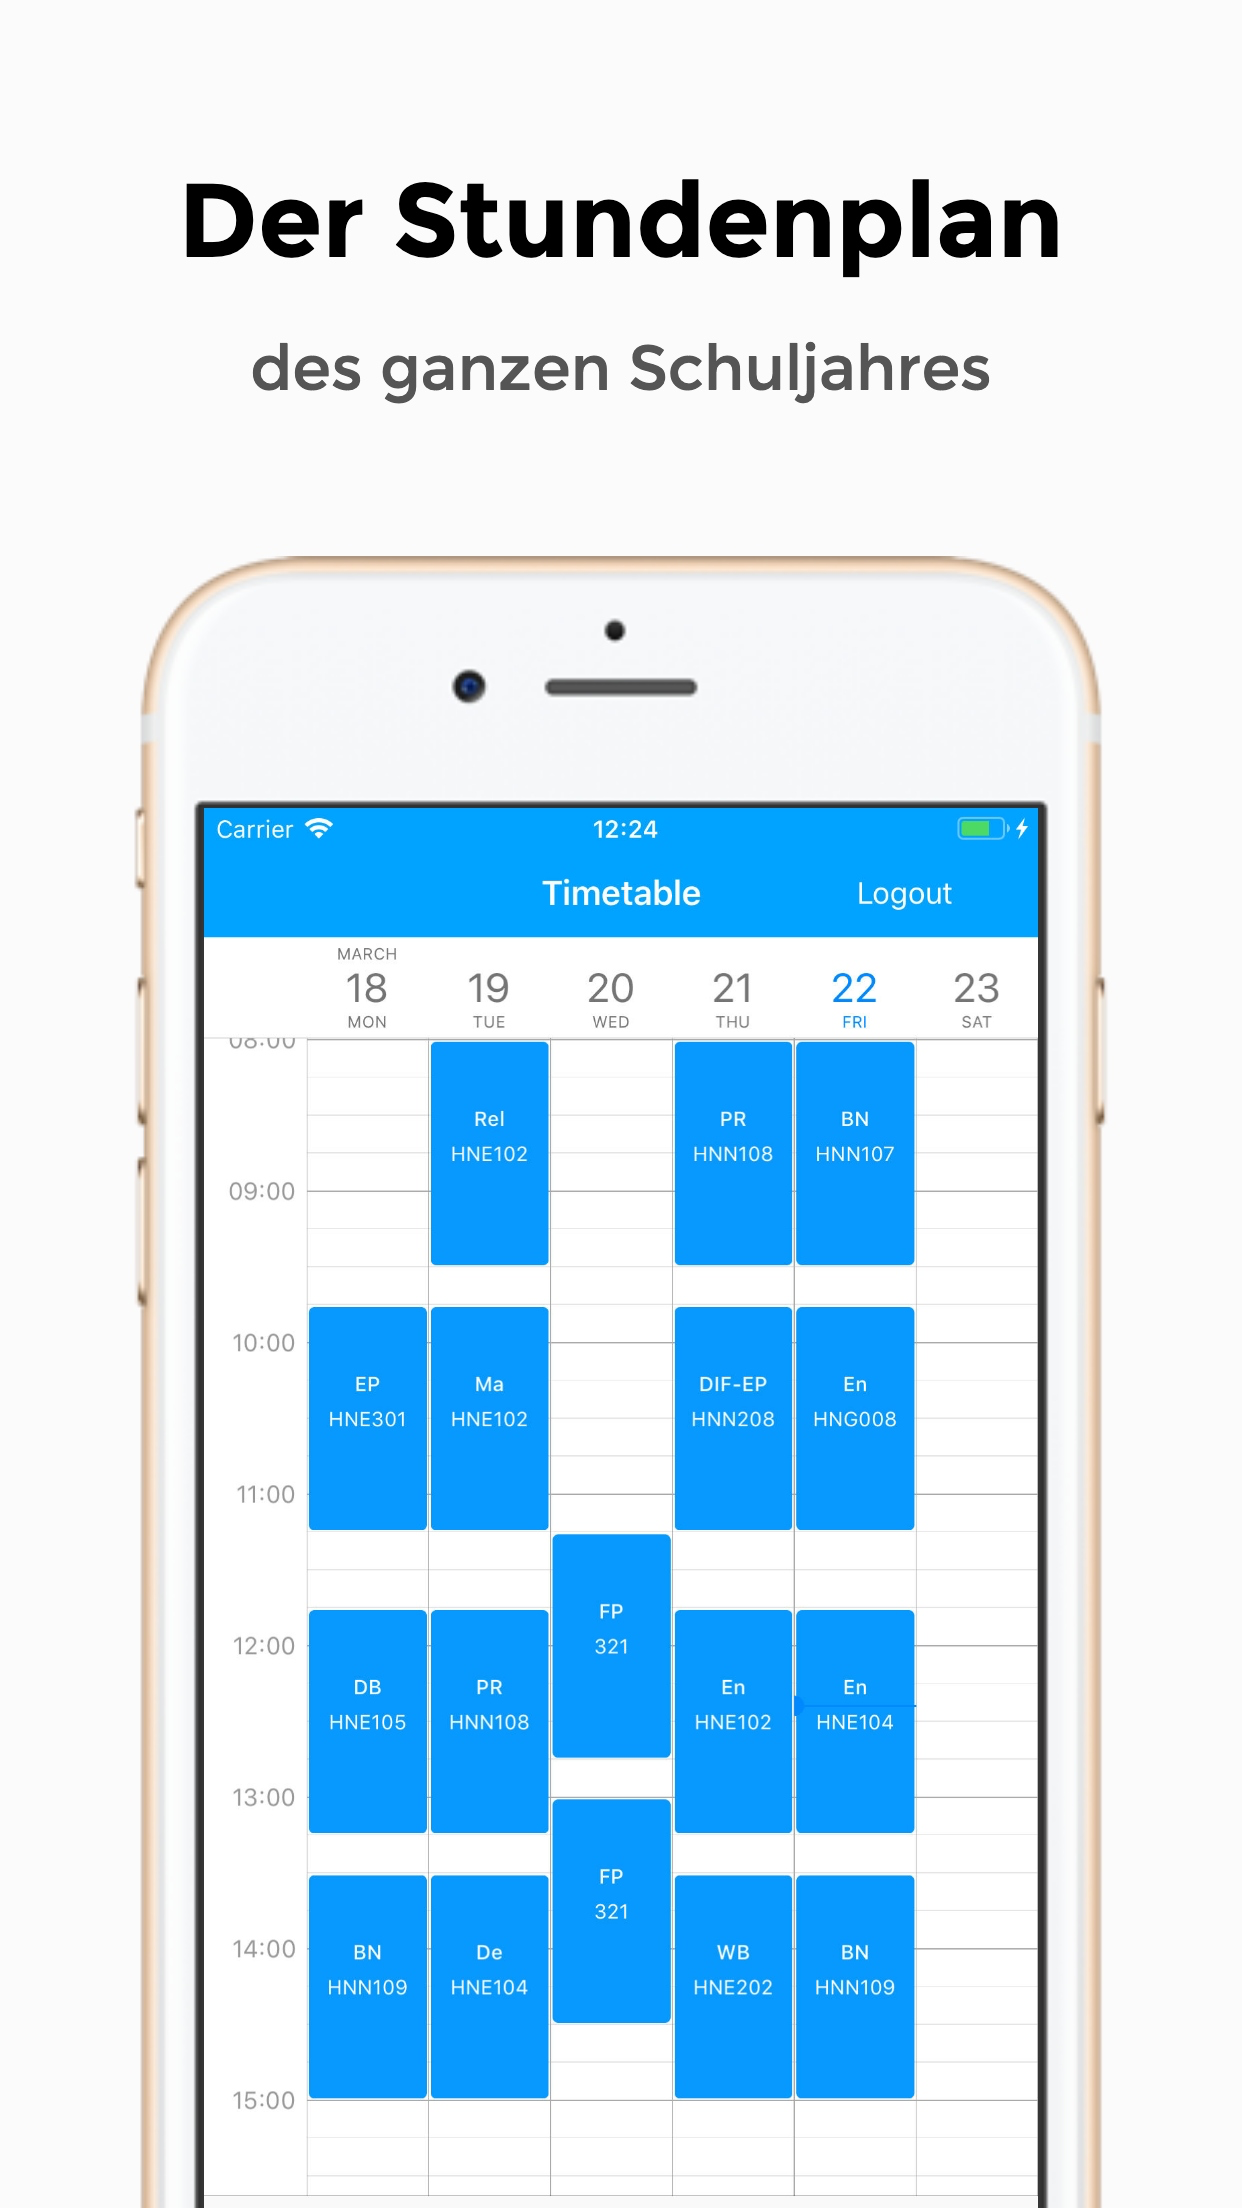 Der Stundenplan
des ganzen Schuljahres
Carrier 12:24
Timetable Logout
MARCH
18 19 20 21 22 23
MON TUE WED THU FRI SAT
08:00
Rel PR BN
HNE102 HNN108 HNN107
09:00
10:00
EP Ma DIF-EP En
HNE301 HNE102 HNN208 HNG008
11:00
FP
321
12:00
DB PR En En
HNE105 HNN108 HNE102 HNE104
13:00
FP
321
14:00
BN De WB BN
HNN109 HNE104 HNE202 HNN109
15:00